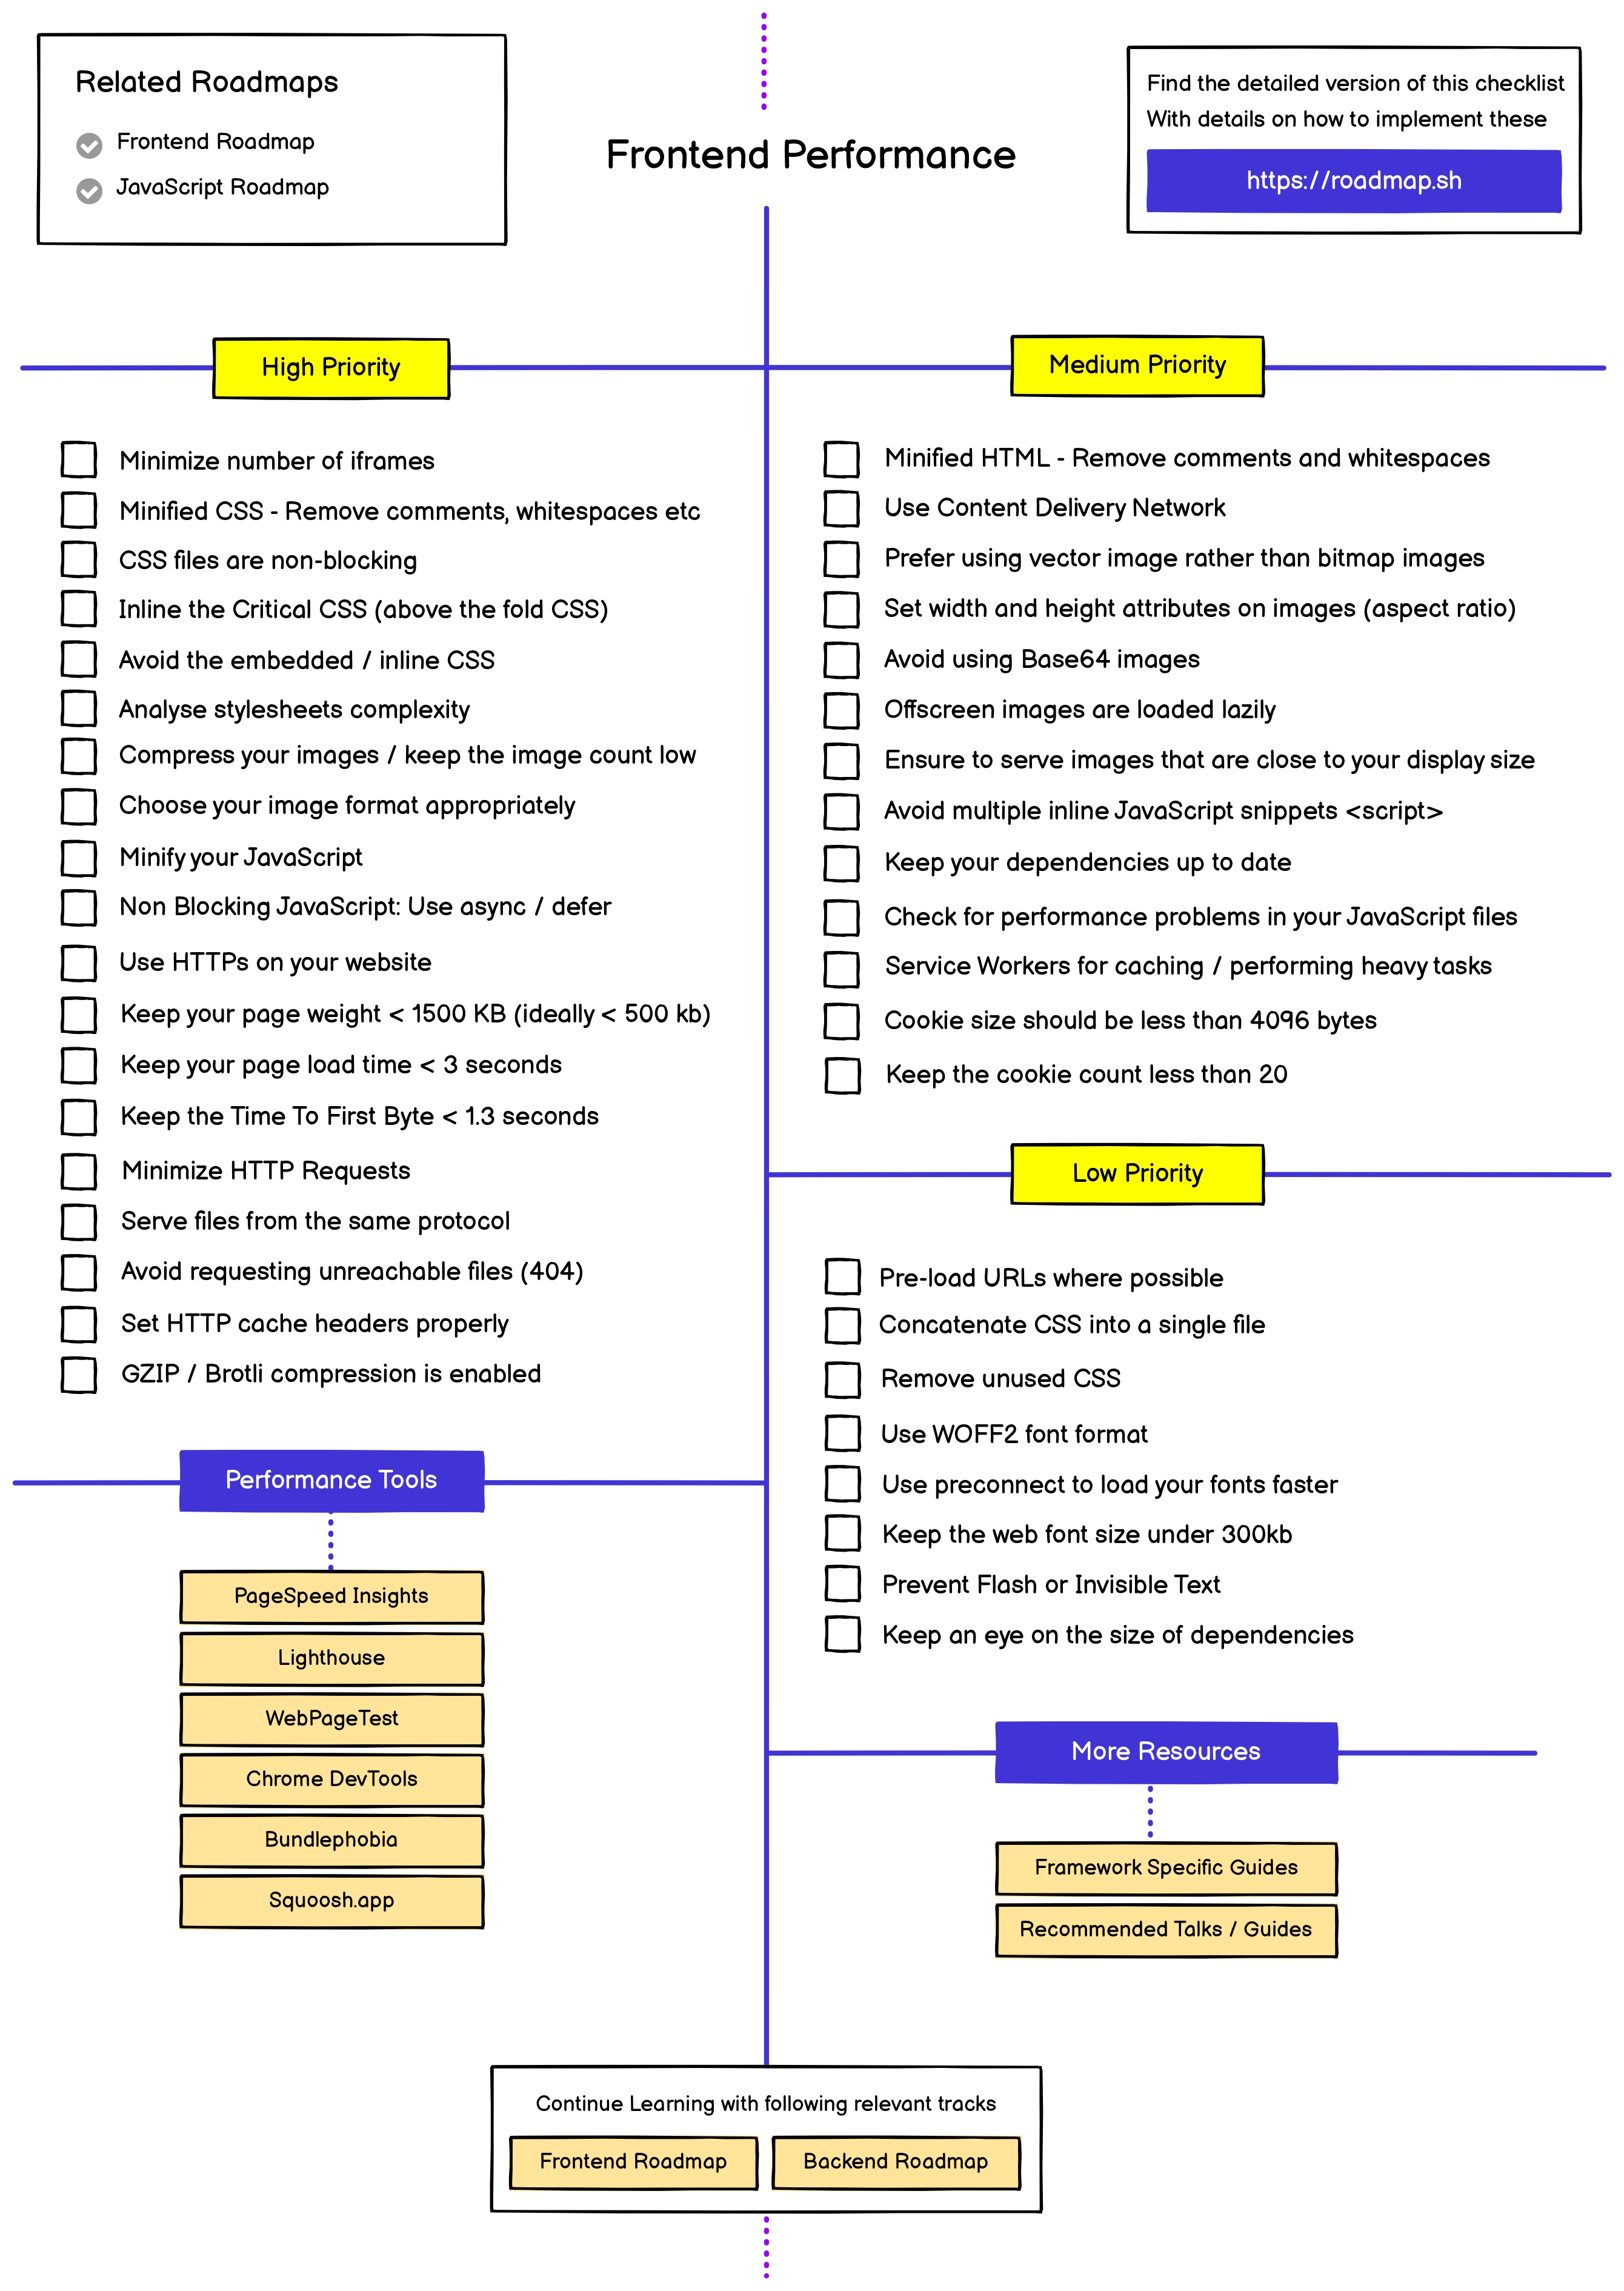 Related Roadmaps
Frontend Roadmap
JavaScript Roadmap
Frontend Performance
Find the detailed version of this checklist
With details on how to implement these
https://roadmap.sh
High Priority
Minimize number of iframes
Minified CSS - Remove comments, whitespaces etc
CSS files are non-blocking
Inline the Critical CSS (above the fold CSS)
Avoid the embedded / inline CSS
Analyse stylesheets complexity
Compress your images / keep the image count low
Choose your image format appropriately
Minify your JavaScript
Non Blocking JavaScript: Use async / defer
Use HTTPs on your website
Keep your page weight < 1500 KB (ideally < 500 kb)
Keep your page load time < 3 seconds
Keep the Time To First Byte < 1.3 seconds
Minimize HTTP Requests
Serve files from the same protocol
Avoid requesting unreachable files (404)
Set HTTP cache headers properly
GZIP / Brotli compression is enabled
Medium Priority
Minified HTML - Remove comments and whitespaces
Use Content Delivery Network
Prefer using vector image rather than bitmap images
Set width and height attributes on images (aspect ratio)
Avoid using Base64 images
Offscreen images are loaded lazily
Ensure to serve images that are close to your display size
Avoid multiple inline JavaScript snippets <script>
Keep your dependencies up to date
Check for performance problems in your JavaScript files
Service Workers for caching / performing heavy tasks
Cookie size should be less than 4096 bytes
Keep the cookie count less than 20
Low Priority
Pre-load URLs where possible
Concatenate CSS into a single file
Remove unused CSS
Use WOFF2 font format
Use preconnect to load your fonts faster
Keep the web font size under 300kb
Prevent Flash or Invisible Text
Keep an eye on the size of dependencies
Performance Tools
PageSpeed Insights
Lighthouse
WebPageTest
Chrome DevTools
Bundlephobia
Squoosh.app
More Resources
Framework Specific Guides
Recommended Talks / Guides
Continue Learning with following relevant tracks
Frontend Roadmap
Backend Roadmap